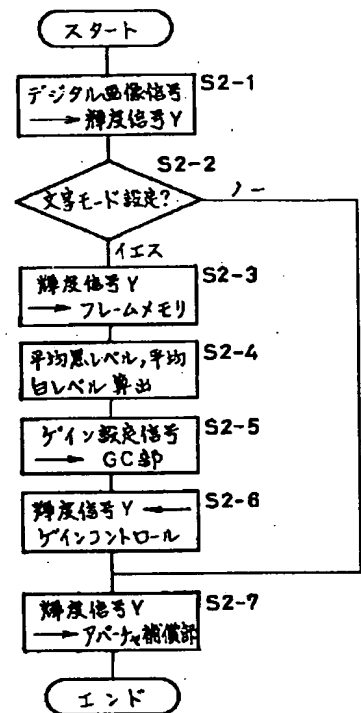 スタート
S2-1
デジタル画像信号
→ 輝度信号Y
S2-2
文字モード設定?
ノー
イエス
S2-3
輝度信号Y
→ フレームメモリ
S2-4
平均黒レベル,平均
白レベル算出
S2-5
ゲイン設定信号
→ GC部
S2-6
輝度信号Y ←
ゲインコントロール
S2-7
輝度信号Y
→ アパーチャ補償部
エンド